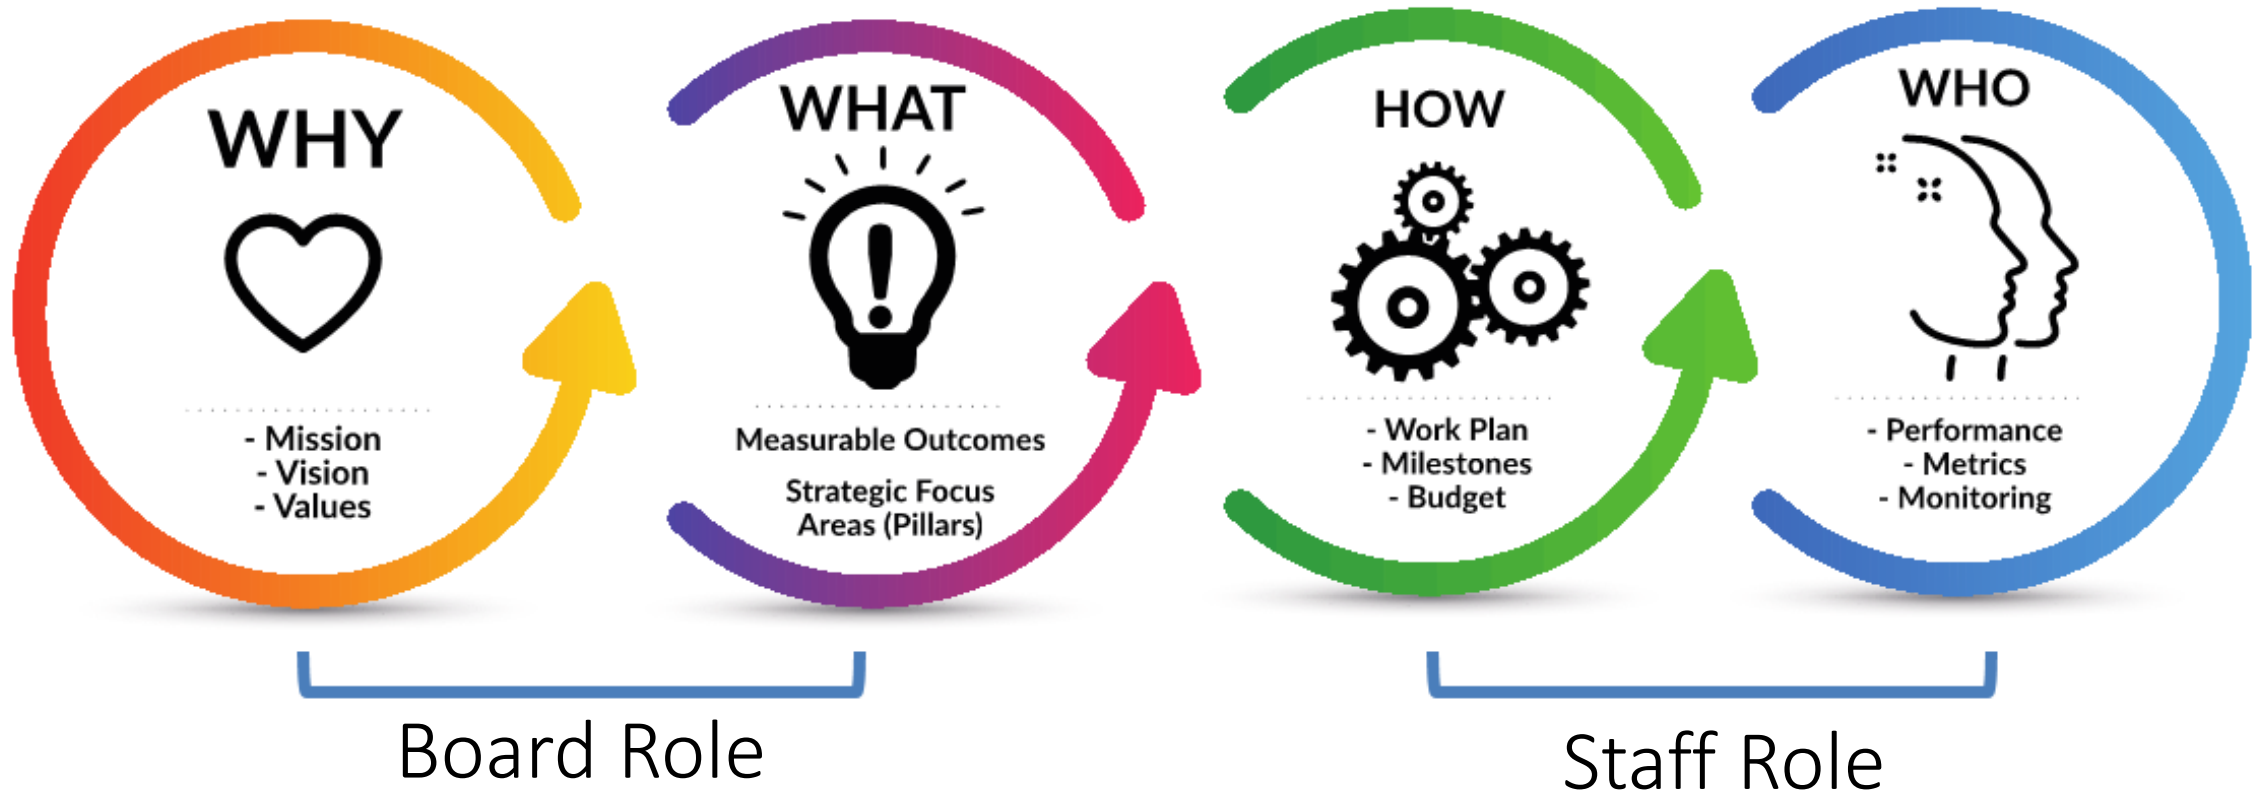 WHY
- Mission
- Vision
- Values
WHAT
Measurable Outcomes
Strategic Focus
Areas (Pillars)
HOW
- Work Plan
- Milestones
- Budget
WHO
- Performance
- Metrics
- Monitoring
Board Role
Staff Role